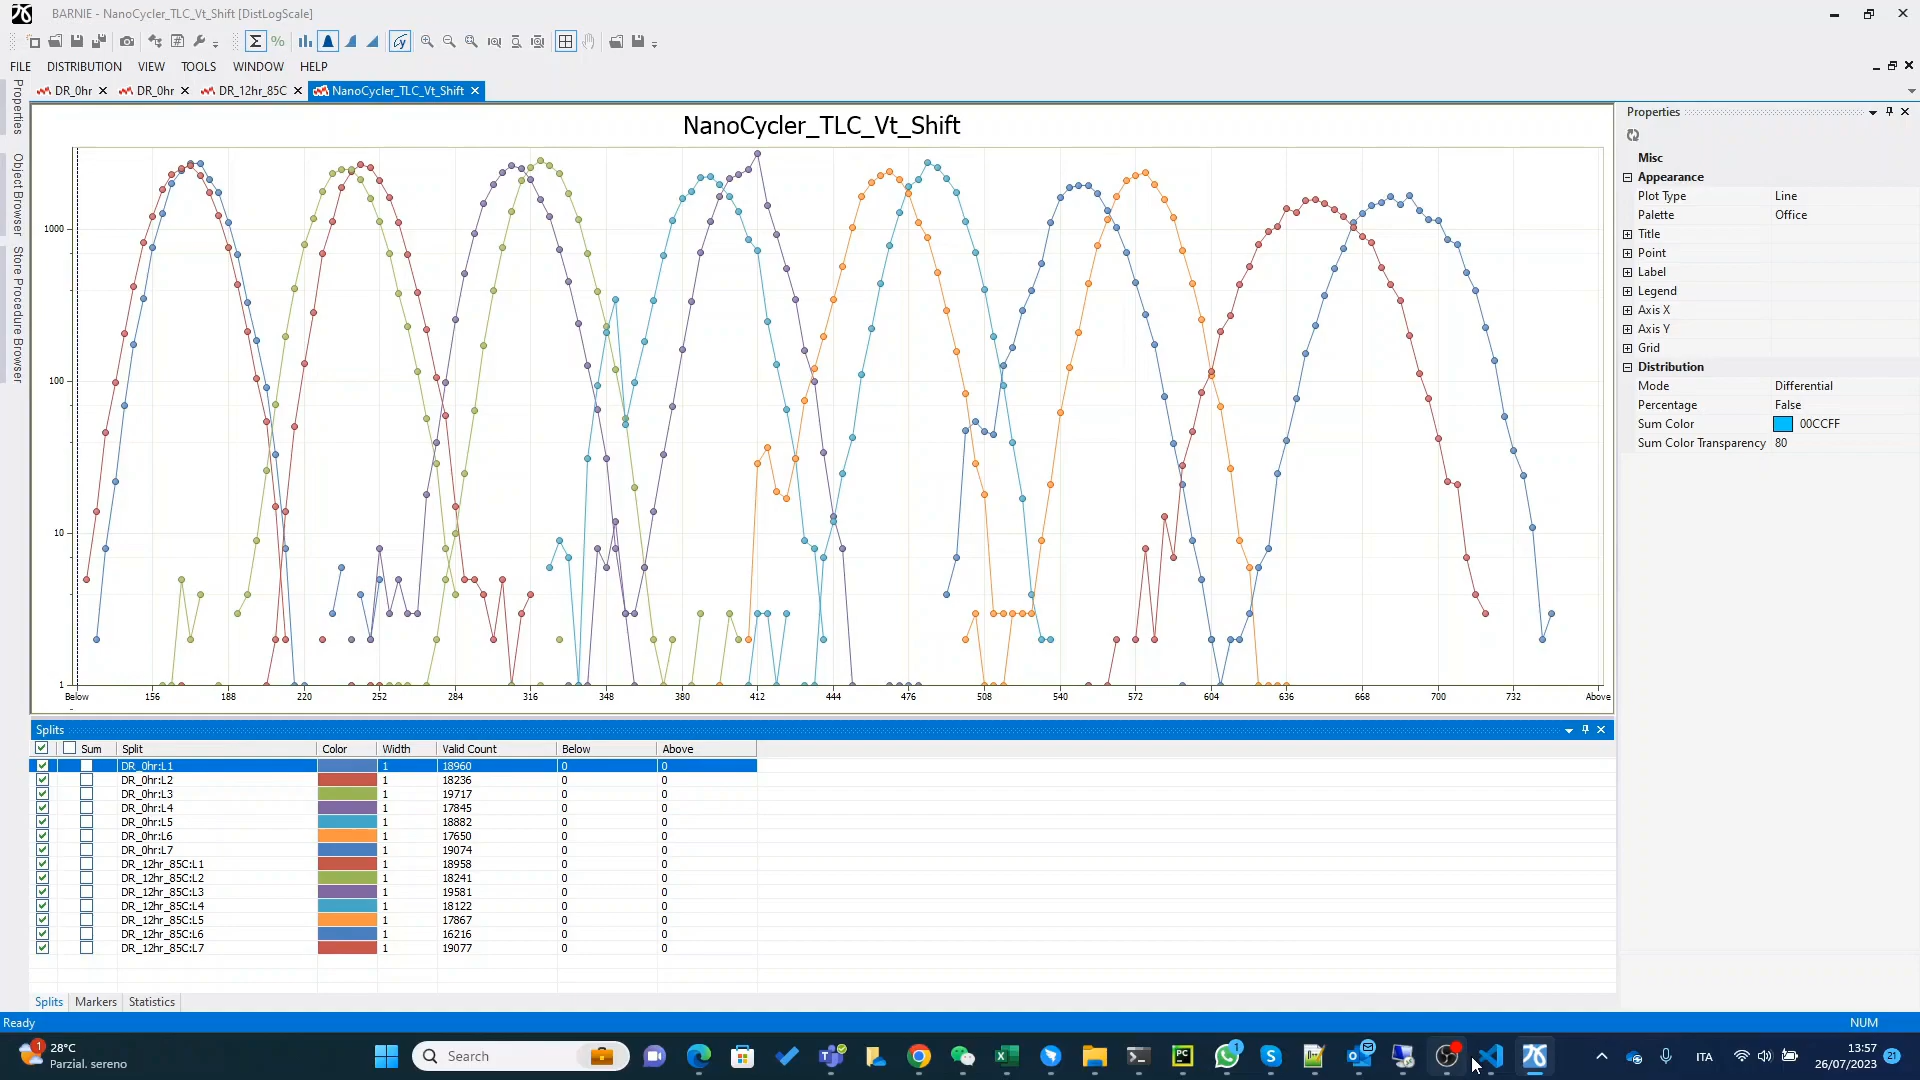 BARNIE - NanoCycler_TLC_Vt_Shift [DistLogScale]
FILE DISTRIBUTION VIEW TOOLS WINDOW HELP
DR_0hr DR_0hr DR_12hr_85C NanoCycler_TLC_Vt_Shift
Properties
Object Browser
Store Procedure Browser
NanoCycler_TLC_Vt_Shift
1000
100
10
1
Below 156 188 220 252 284 316 348 380 412 444 476 508 540 572 604 636 668 700 732 Above
Properties
Misc
Appearance
Plot Type Line
Palette Office
Title
Point
Label
Legend
Axis X
Axis Y
Grid
Distribution
Mode Differential
Percentage False
Sum Color 00CCFF
Sum Color Transparency 80
Splits
Sum Split Color Width Valid Count Below Above
DR_0hr:L1 1 18960 0 0
DR_0hr:L2 1 18236 0 0
DR_0hr:L3 1 19717 0 0
DR_0hr:L4 1 17845 0 0
DR_0hr:L5 1 18882 0 0
DR_0hr:L6 1 17650 0 0
DR_0hr:L7 1 19074 0 0
DR_12hr_85C:L1 1 18958 0 0
DR_12hr_85C:L2 1 18241 0 0
DR_12hr_85C:L3 1 19581 0 0
DR_12hr_85C:L4 1 18122 0 0
DR_12hr_85C:L5 1 17867 0 0
DR_12hr_85C:L6 1 16216 0 0
DR_12hr_85C:L7 1 19077 0 0
Splits Markers Statistics
Ready NUM
1 28°C
Parzial. sereno
Search
PC
1
ITA
13:57
26/07/2023
21